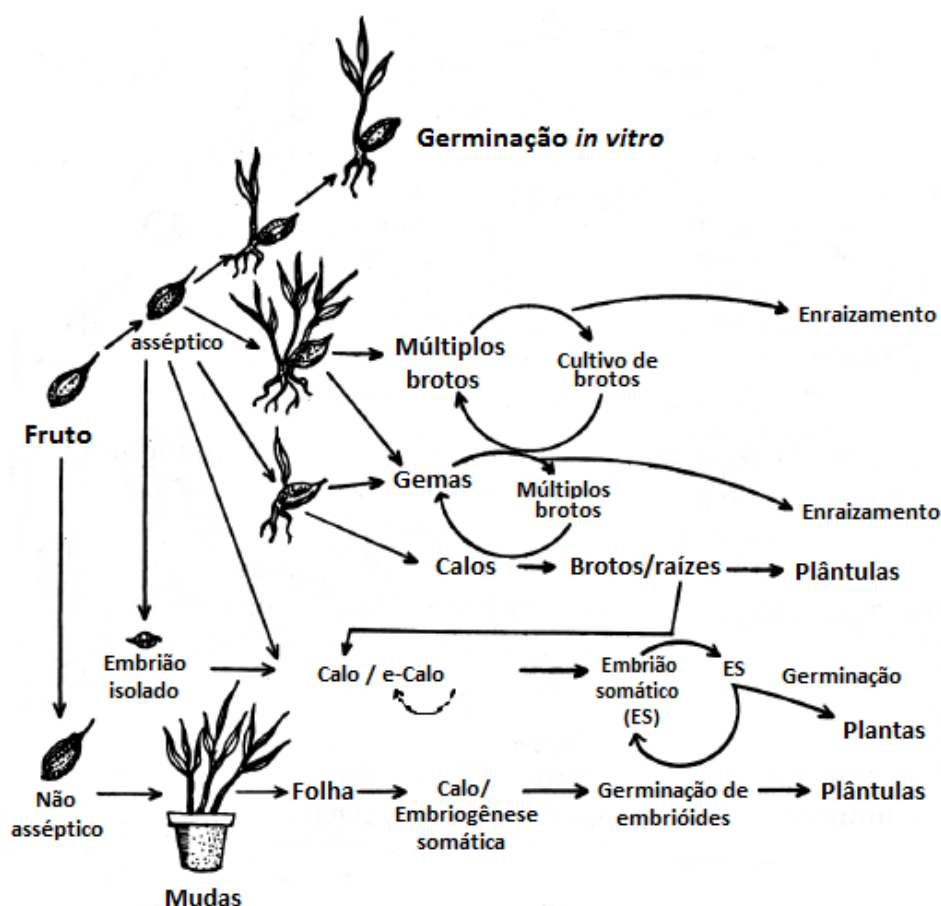 Germinação in vitro
Enraizamento
asséptico
Múltiplos
brotos
Cultivo de
brotos
Fruto
Gemas
Múltiplos
brotos
Enraizamento
Calos
Brotos/raízes
Plântulas
Embrião
isolado
Calo / e-Calo
Embrião
somático
(ES)
ES
Germinação
Plantas
Não
asséptico
Folha
Calo/
Embriogênese
somática
Germinação de
embrióides
Plântulas
Mudas